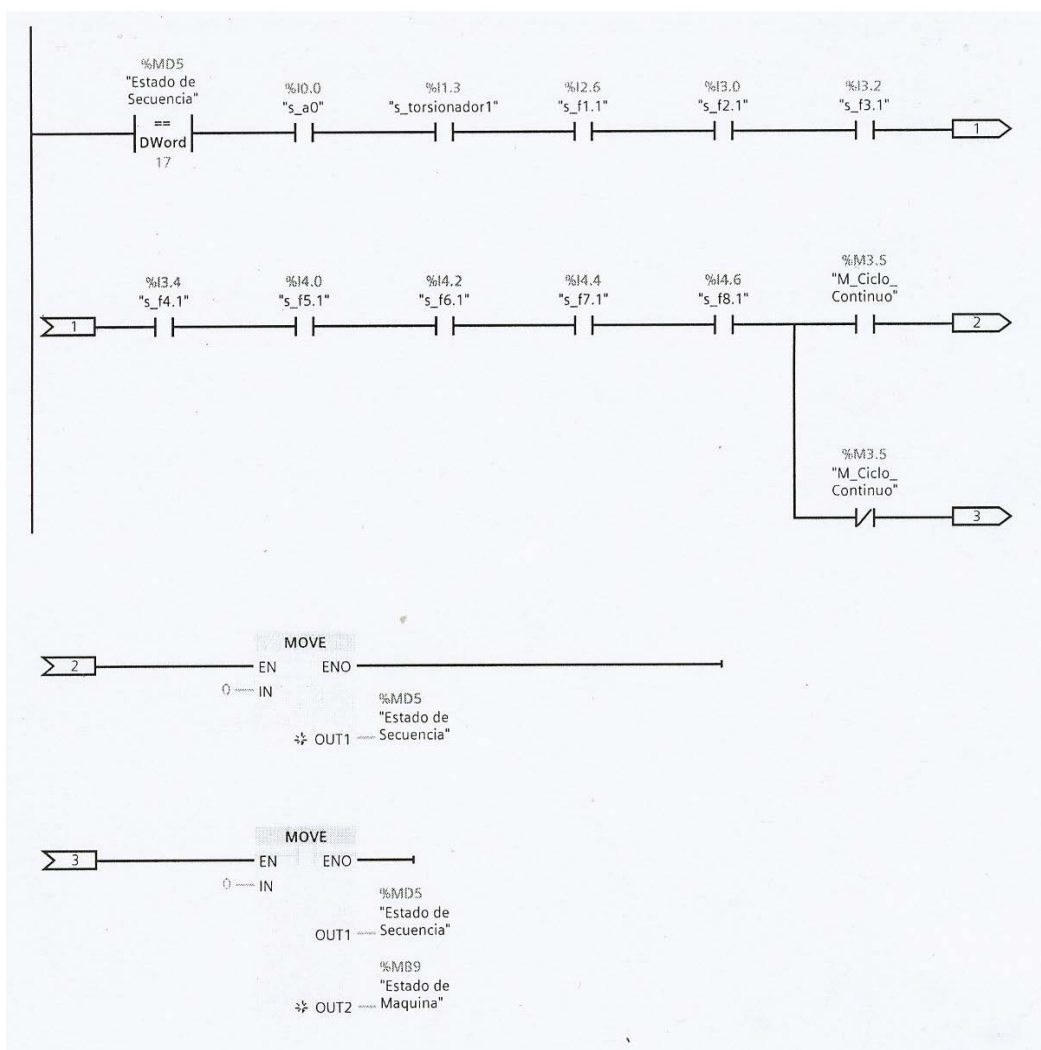 %MD5
"Estado de
Secuencia"
==
DWord
17
%I0.0
"s_a0"
%I1.3
"s_torsionador1"
%I2.6
"s_f1.1"
%I3.0
"s_f2.1"
%I3.2
"s_f3.1"
1
1
%I3.4
"s_f4.1"
%I4.0
"s_f5.1"
%I4.2
"s_f6.1"
%I4.4
"s_f7.1"
%I4.6
"s_f8.1"
%M3.5
"M_Ciclo_
Continuo"
2
%M3.5
"M_Ciclo_
Continuo"
3
2
MOVE
EN ENO
0 IN
%MD5
"Estado de
OUT1 Secuencia"
3
MOVE
EN ENO
0 IN
%MD5
"Estado de
OUT1 Secuencia"
%MB9
"Estado de
OUT2 Maquina"